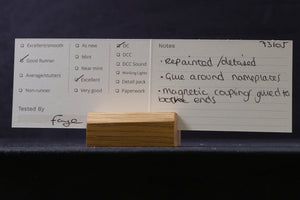 Excellent/smooth
Good Runner
Average/stutters
Non-runner
Tested By
Faye
As new
Mint
Near mint
Excellent
Very good
DC
DCC
DCC Sound
Working Lights
Detail pack
Paperwork
Notes
• Repainted / detailed
• Glue around nameplates
• magnetic couplings glued to
both ends